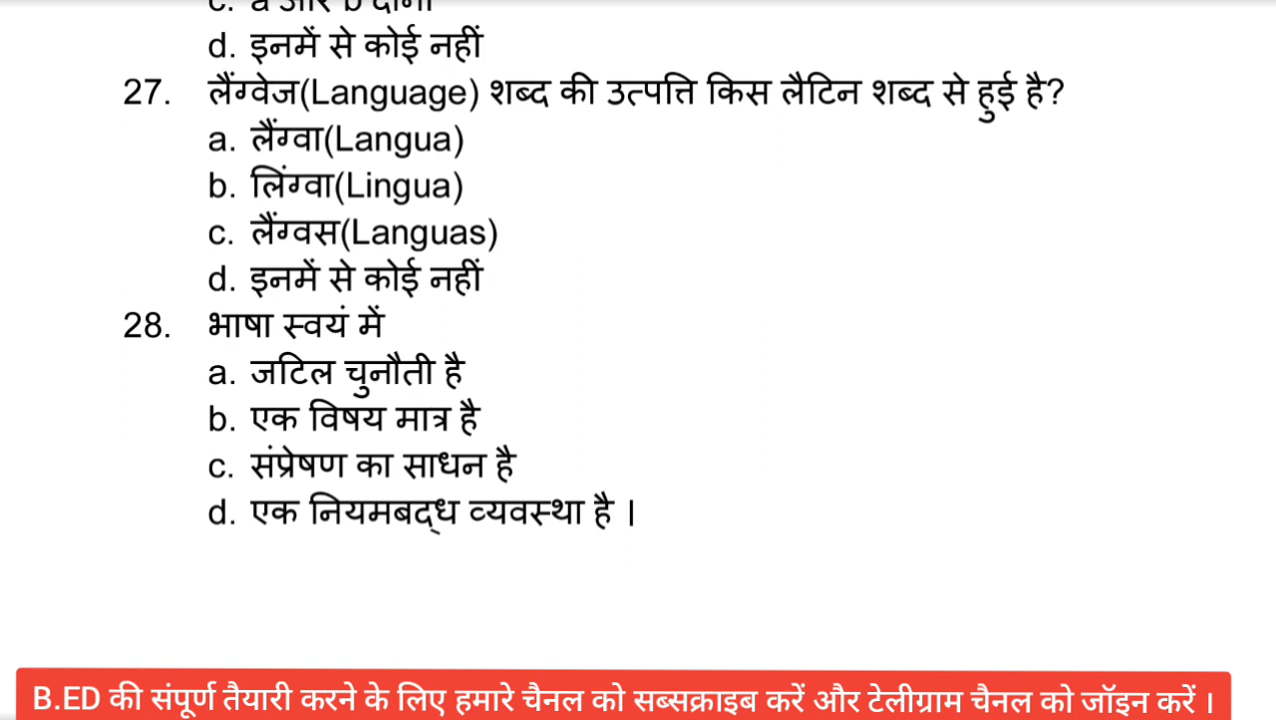 c. a और b दोनों
d. इनमें से कोई नहीं
27. लैंग्वेज(Language) शब्द की उत्पत्ति किस लैटिन शब्द से हुई है?
a. लैंग्वा(Langua)
b. लिंग्वा(Lingua)
c. लैंग्वस(Languas)
d. इनमें से कोई नहीं
28. भाषा स्वयं में
a. जटिल चुनौती है
b. एक विषय मात्र है
c. संप्रेषण का साधन है
d. एक नियमबद्ध व्यवस्था है ।
B.ED की संपूर्ण तैयारी करने के लिए हमारे चैनल को सब्सक्राइब करें और टेलीग्राम चैनल को जॉइन करें ।